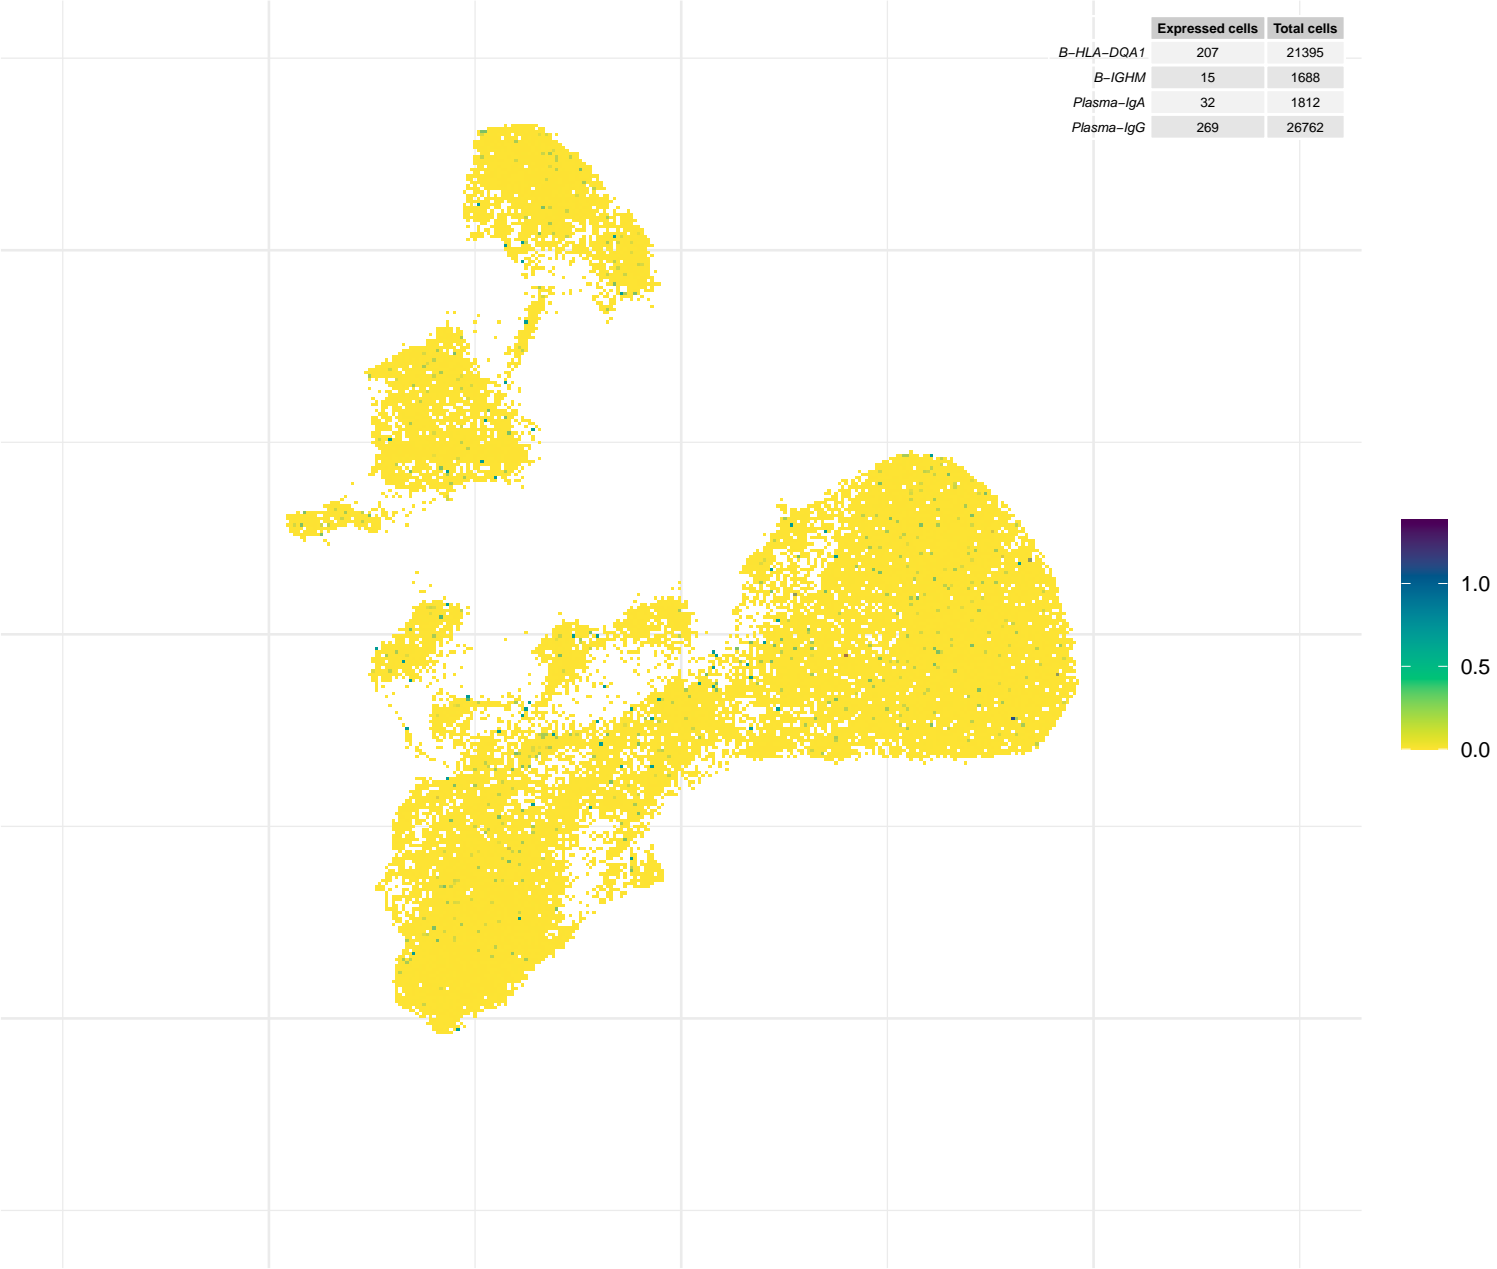 Expressed cells Total cells
B−HLA−DQA1 207 21395
B−IGHM 15 1688
Plasma−IgA 32 1812
Plasma−IgG 269 26762
1.0
0.5
0.0